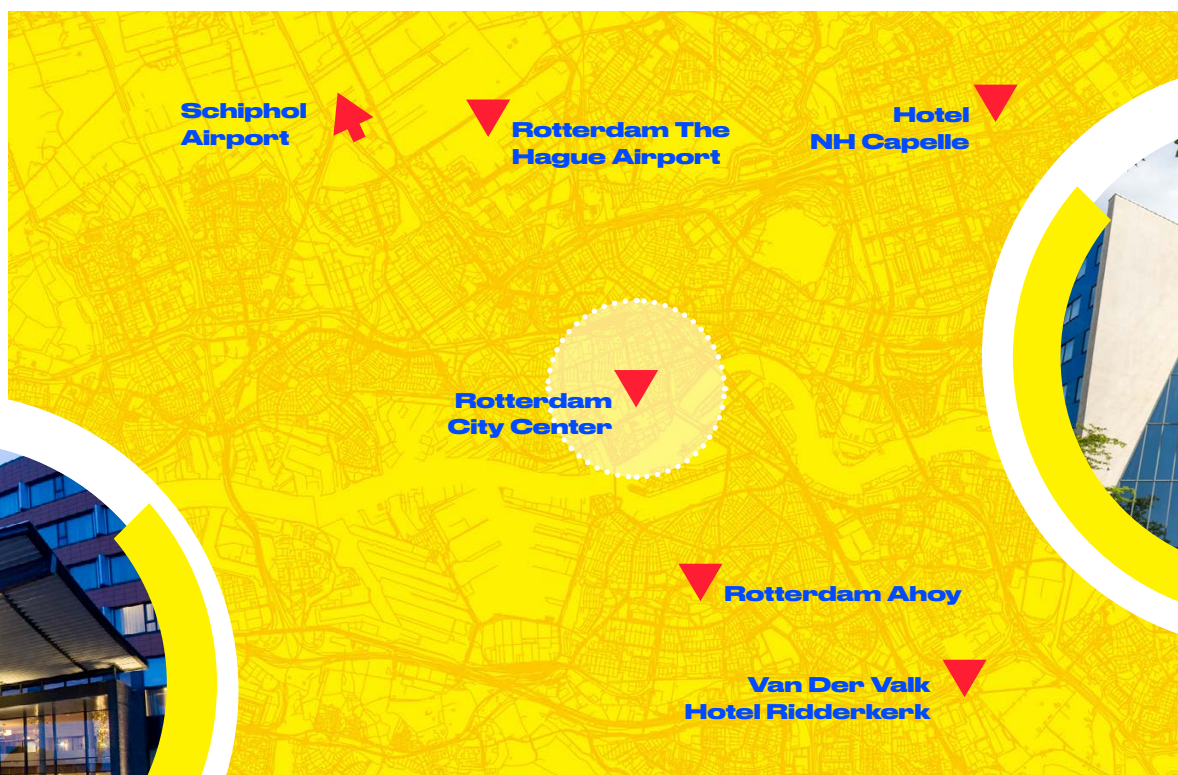 Schiphol
Airport
Rotterdam The
Hague Airport
Hotel
NH Capelle
Rotterdam
City Center
Rotterdam Ahoy
Van Der Valk
Hotel Ridderkerk